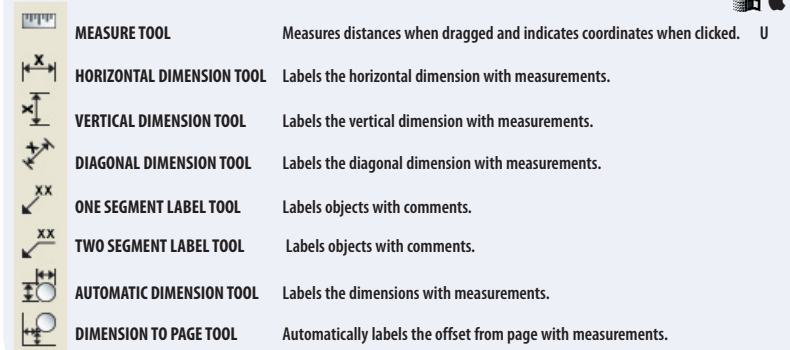 MEASURE TOOL Measures distances when dragged and indicates coordinates when clicked. U
X
HORIZONTAL DIMENSION TOOL Labels the horizontal dimension with measurements.
X
VERTICAL DIMENSION TOOL Labels the vertical dimension with measurements.
X
DIAGONAL DIMENSION TOOL Labels the diagonal dimension with measurements.
XX
ONE SEGMENT LABEL TOOL Labels objects with comments.
XX
TWO SEGMENT LABEL TOOL Labels objects with comments.
AUTOMATIC DIMENSION TOOL Labels the dimensions with measurements.
DIMENSION TO PAGE TOOL Automatically labels the offset from page with measurements.